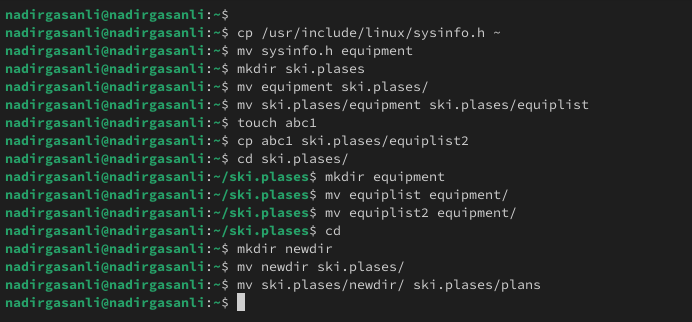 nadirgasanli@nadirgasanli:~$
nadirgasanli@nadirgasanli:~$ cp /usr/include/linux/sysinfo.h ~
nadirgasanli@nadirgasanli:~$ mv sysinfo.h equipment
nadirgasanli@nadirgasanli:~$ mkdir ski.plases
nadirgasanli@nadirgasanli:~$ mv equipment ski.plases/
nadirgasanli@nadirgasanli:~$ mv ski.plases/equipment ski.plases/equiplist
nadirgasanli@nadirgasanli:~$ touch abc1
nadirgasanli@nadirgasanli:~$ cp abc1 ski.plases/equiplist2
nadirgasanli@nadirgasanli:~$ cd ski.plases/
nadirgasanli@nadirgasanli:~/ski.plases$ mkdir equipment
nadirgasanli@nadirgasanli:~/ski.plases$ mv equiplist equipment/
nadirgasanli@nadirgasanli:~/ski.plases$ mv equiplist2 equipment/
nadirgasanli@nadirgasanli:~/ski.plases$ cd
nadirgasanli@nadirgasanli:~$ mkdir newdir
nadirgasanli@nadirgasanli:~$ mv newdir ski.plases/
nadirgasanli@nadirgasanli:~$ mv ski.plases/newdir/ ski.plases/plans
nadirgasanli@nadirgasanli:~$